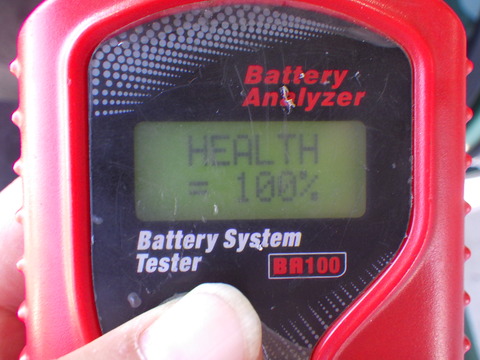 Battery
Analyzer
HEALTH
= 100%
Battery System
Tester
BA100